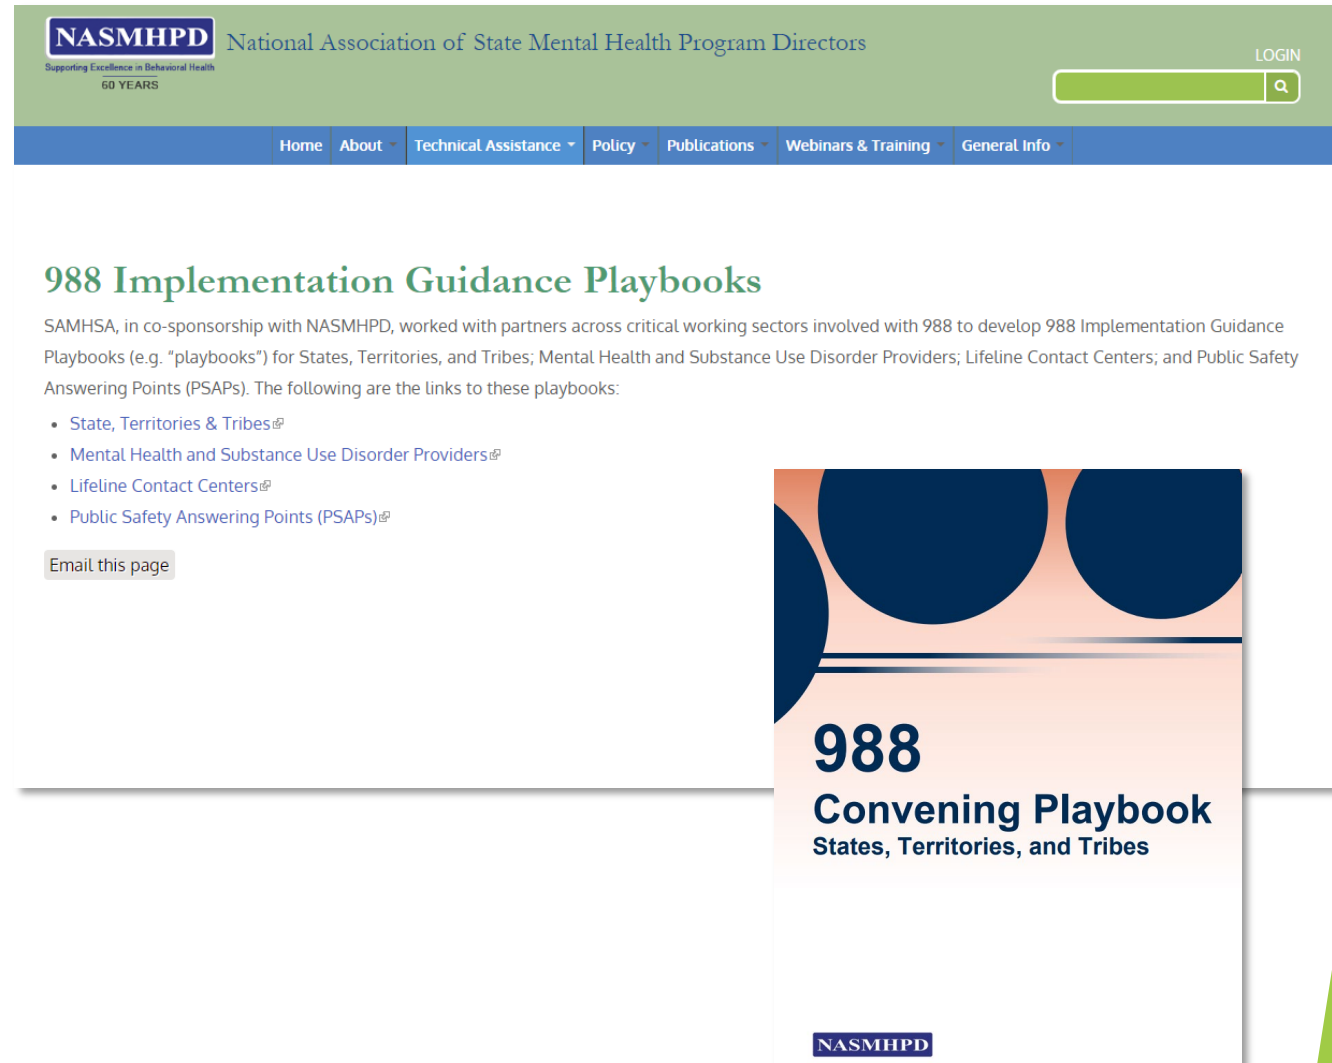 NASMHPD
Supporting Excellence in Behavioral Health
60 YEARS
National Association of State Mental Health Program Directors
LOGIN
Home About Technical Assistance Policy Publications Webinars & Training General Info
988 Implementation Guidance Playbooks
SAMHSA, in co-sponsorship with NASMHPD, worked with partners across critical working sectors involved with 988 to develop 988 Implementation Guidance
Playbooks (e.g. “playbooks”) for States, Territories, and Tribes; Mental Health and Substance Use Disorder Providers; Lifeline Contact Centers; and Public Safety
Answering Points (PSAPs). The following are the links to these playbooks:
• State, Territories & Tribes
• Mental Health and Substance Use Disorder Providers
• Lifeline Contact Centers
• Public Safety Answering Points (PSAPs)
Email this page
988
Convening Playbook
States, Territories, and Tribes
NASMHPD